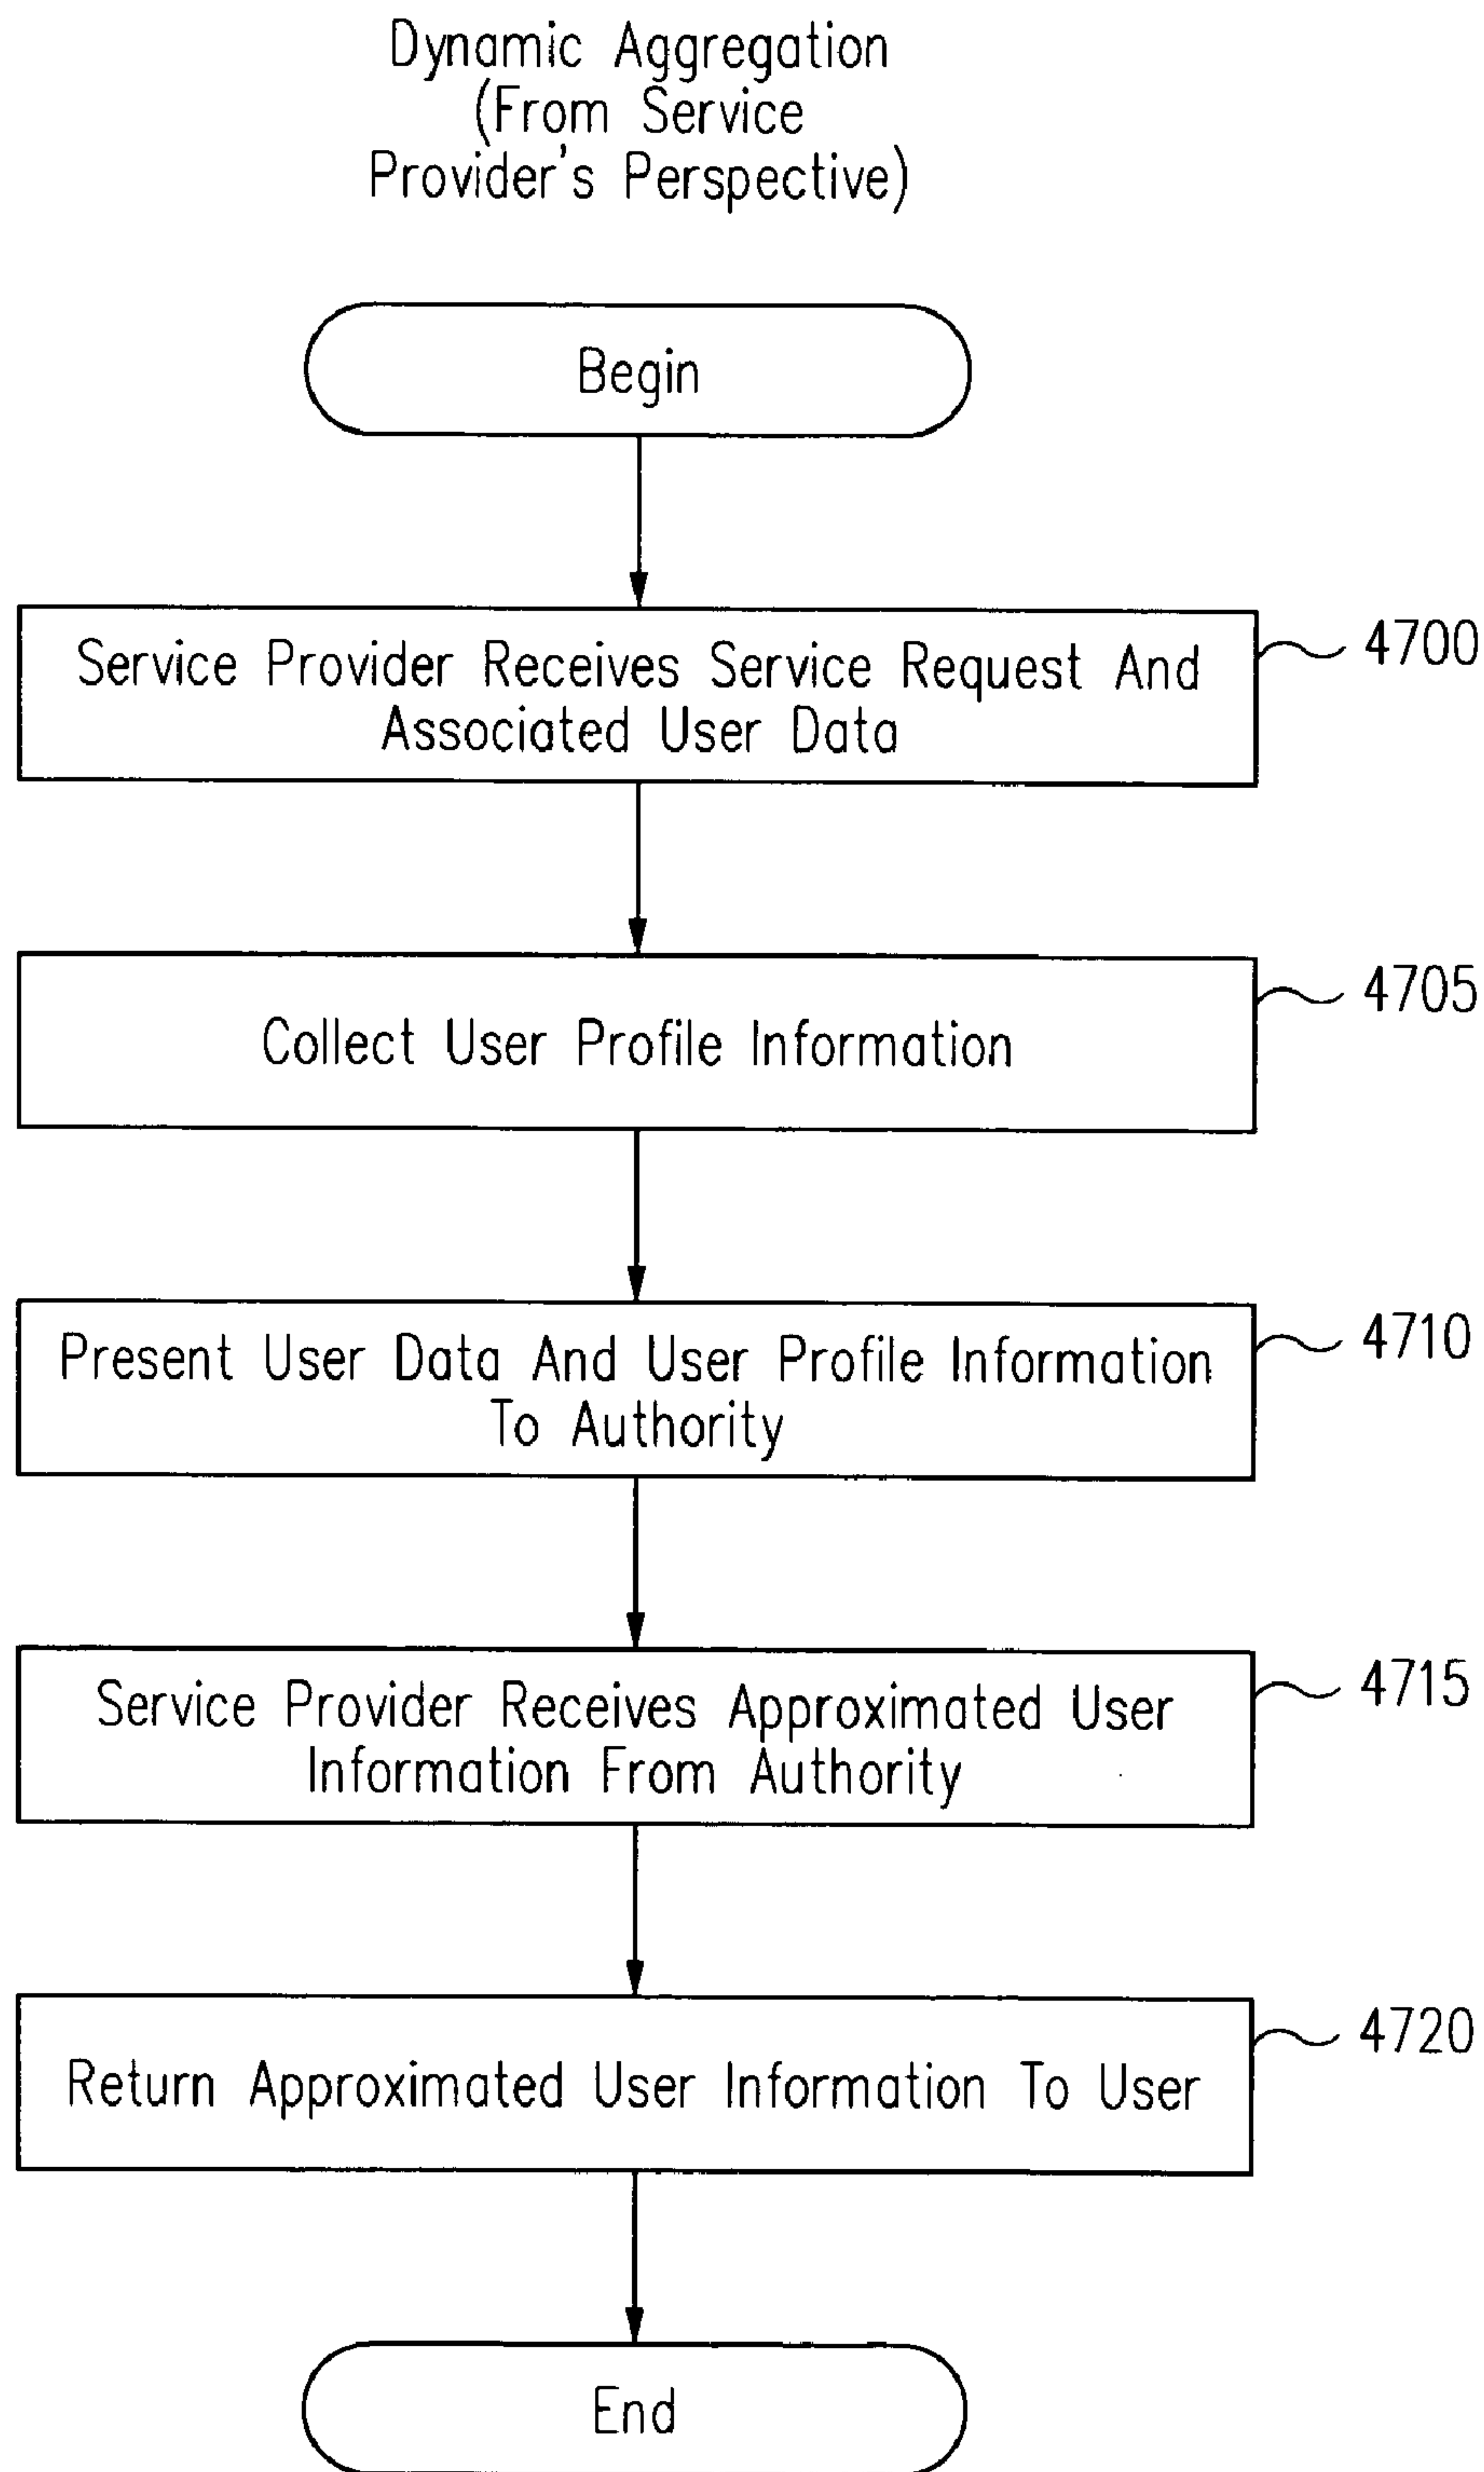 Dynamic Aggregation
(From Service
Provider's Perspective)
Begin
Service Provider Receives Service Request And
Associated User Data
4700
Collect User Profile Information
4705
Present User Data And User Profile Information
To Authority
4710
Service Provider Receives Approximated User
Information From Authority
4715
Return Approximated User Information To User
4720
End